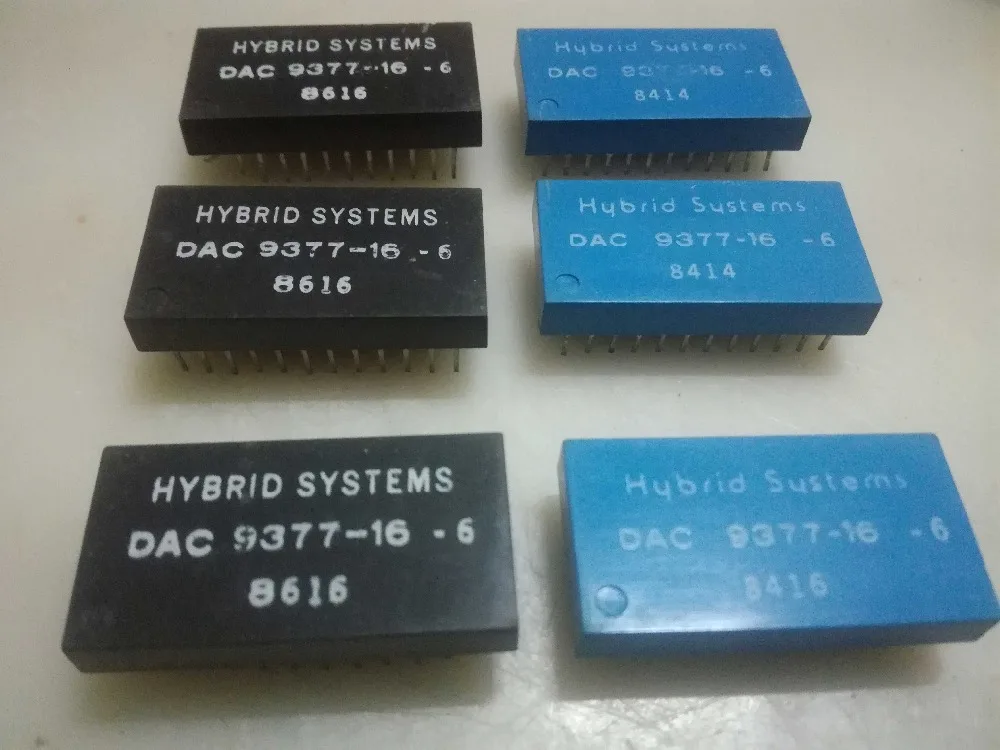 HYBRID SYSTEMS
DAC 9377-16 -6
8616
Hybrid Systems
DAC 9377-16 -6
8414
HYBRID SYSTEMS
DAC 9377-16 -6
8616
Hybrid Systems
DAC 9377-16 -6
8414
HYBRID SYSTEMS
DAC 9377-16 -6
8616
Hybrid Systems
DAC 9377-16 -6
8416